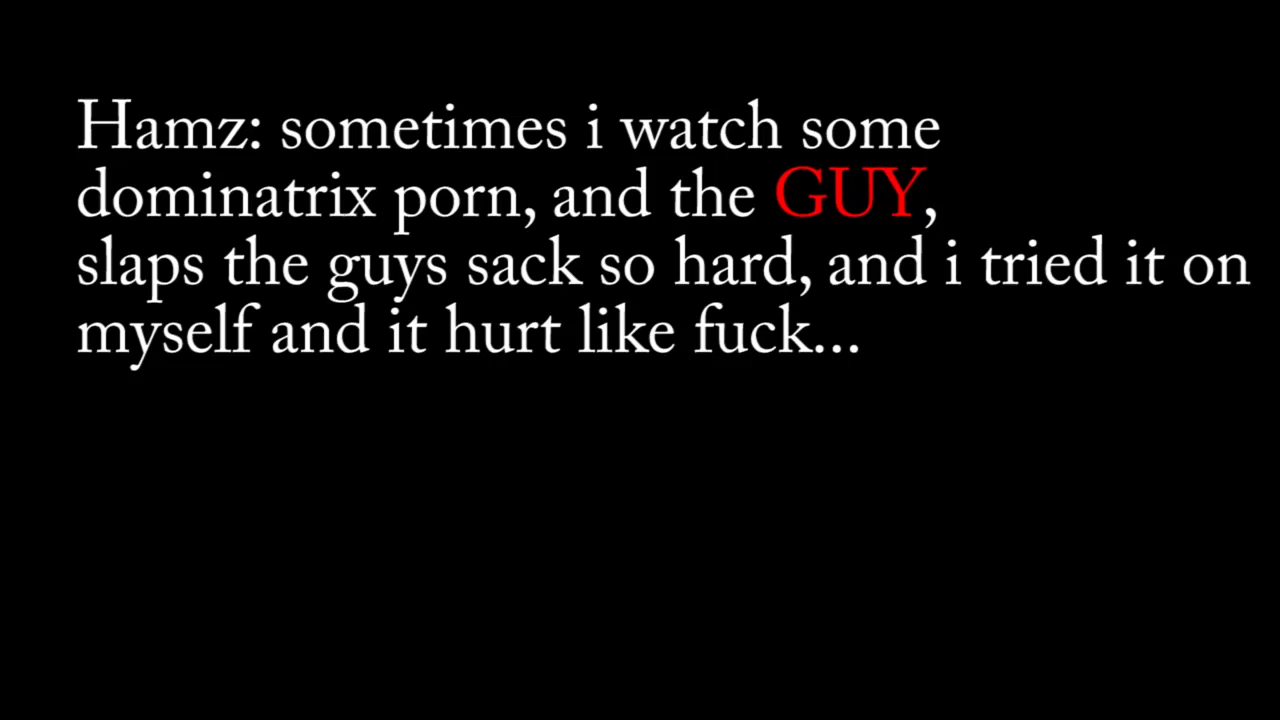 Hamz: sometimes i watch some
dominatrix porn, and the GUY,
slaps the guys sack so hard, and i tried it on
myself and it hurt like fuck...